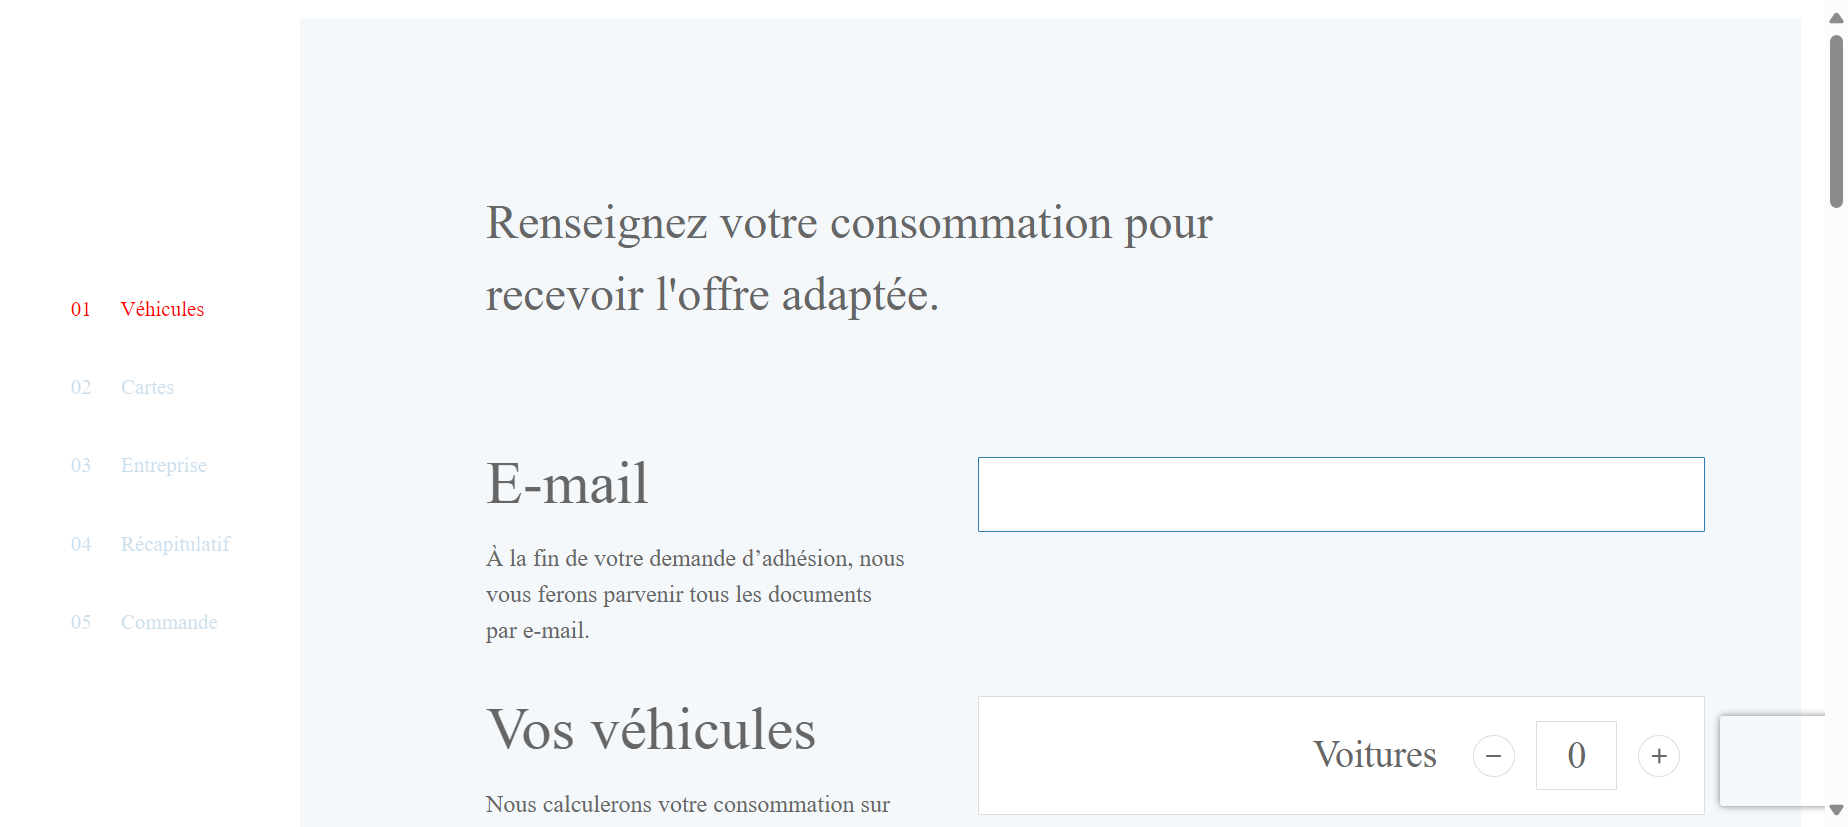 Renseignez votre consommation pour
recevoir l'offre adaptée.
01 Véhicules
02 Cartes
03 Entreprise
04 Récapitulatif
05 Commande
E-mail
À la fin de votre demande d’adhésion, nous
vous ferons parvenir tous les documents
par e-mail.
Vos véhicules
Voitures − 0 +
Nous calculerons votre consommation sur